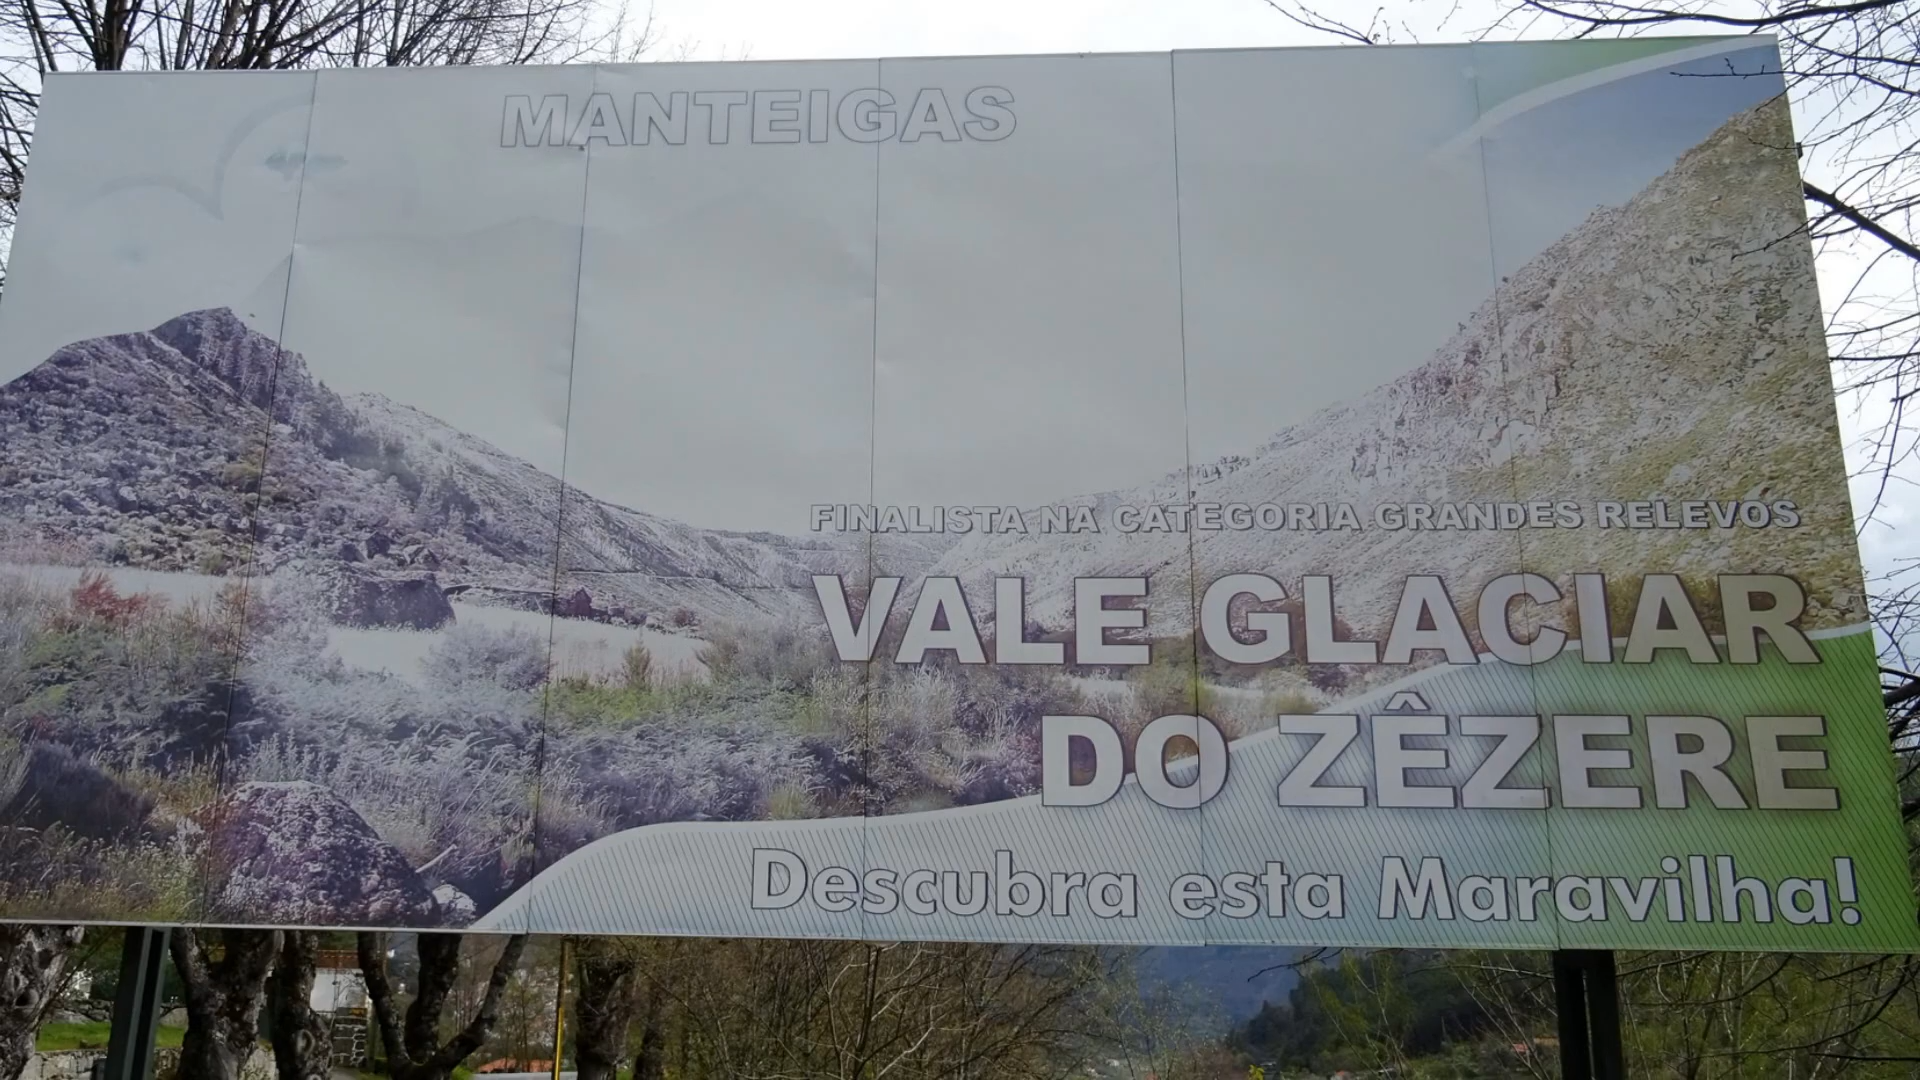 MANTEIGAS
FINALISTA NA CATEGORIA GRANDES RELEVOS
VALE GLACIAR
DO ZÊZERE
Descubra esta Maravilha!